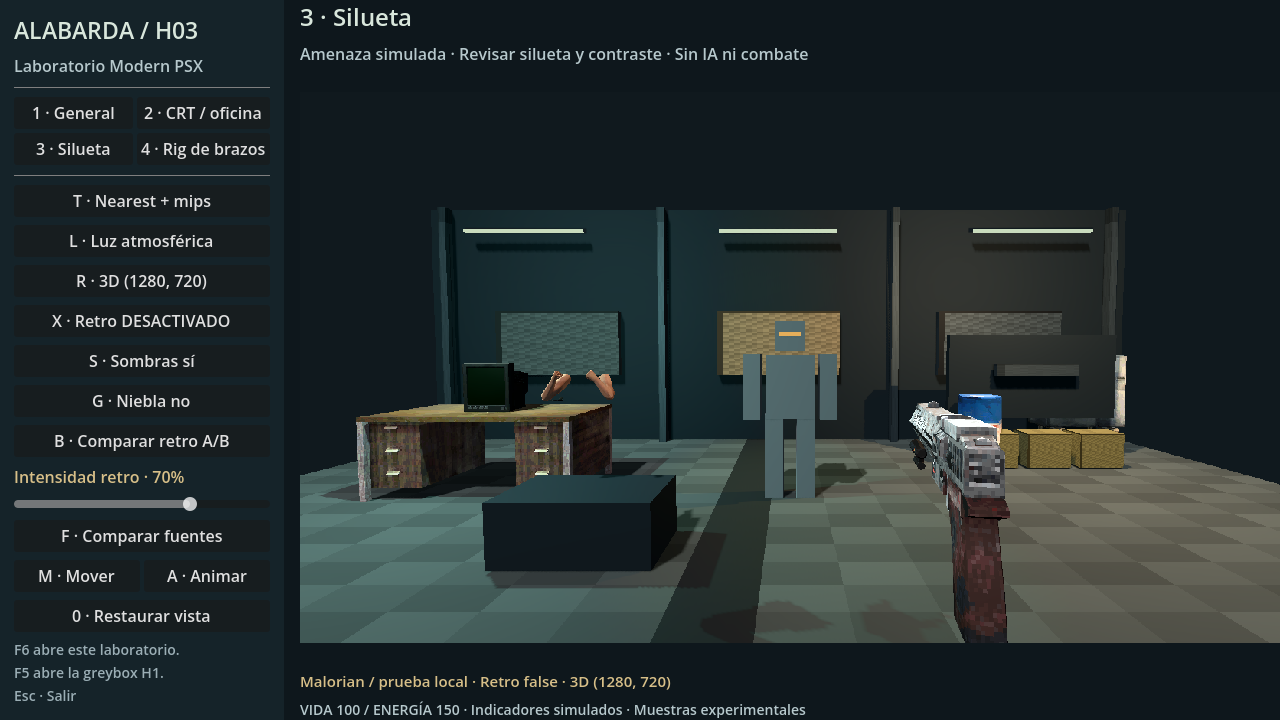 ALABARDA / H03
Laboratorio Modern PSX
1 · General
2 · CRT / oficina
3 · Silueta
4 · Rig de brazos
T · Nearest + mips
L · Luz atmosférica
R · 3D (1280, 720)
X · Retro DESACTIVADO
S · Sombras sí
G · Niebla no
B · Comparar retro A/B
Intensidad retro · 70%
F · Comparar fuentes
M · Mover
A · Animar
0 · Restaurar vista
F6 abre este laboratorio.
F5 abre la greybox H1.
Esc · Salir
3 · Silueta
Amenaza simulada · Revisar silueta y contraste · Sin IA ni combate
Malorian / prueba local · Retro false · 3D (1280, 720)
VIDA 100 / ENERGÍA 150 · Indicadores simulados · Muestras experimentales